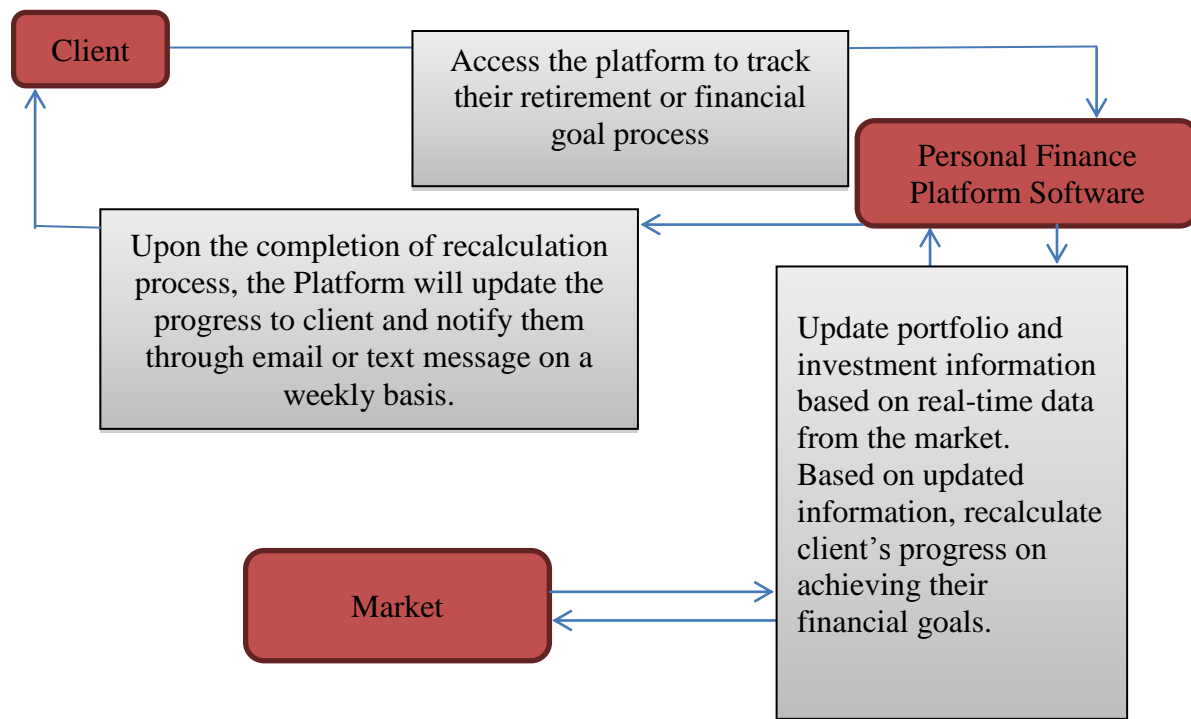 Client
Access the platform to track
their retirement or financial
goal process
Personal Finance
Platform Software
Upon the completion of recalculation
process, the Platform will update the
progress to client and notify them
through email or text message on a
weekly basis.
Update portfolio and
investment information
based on real-time data
from the market.
Based on updated
information, recalculate
client’s progress on
achieving their
financial goals.
Market